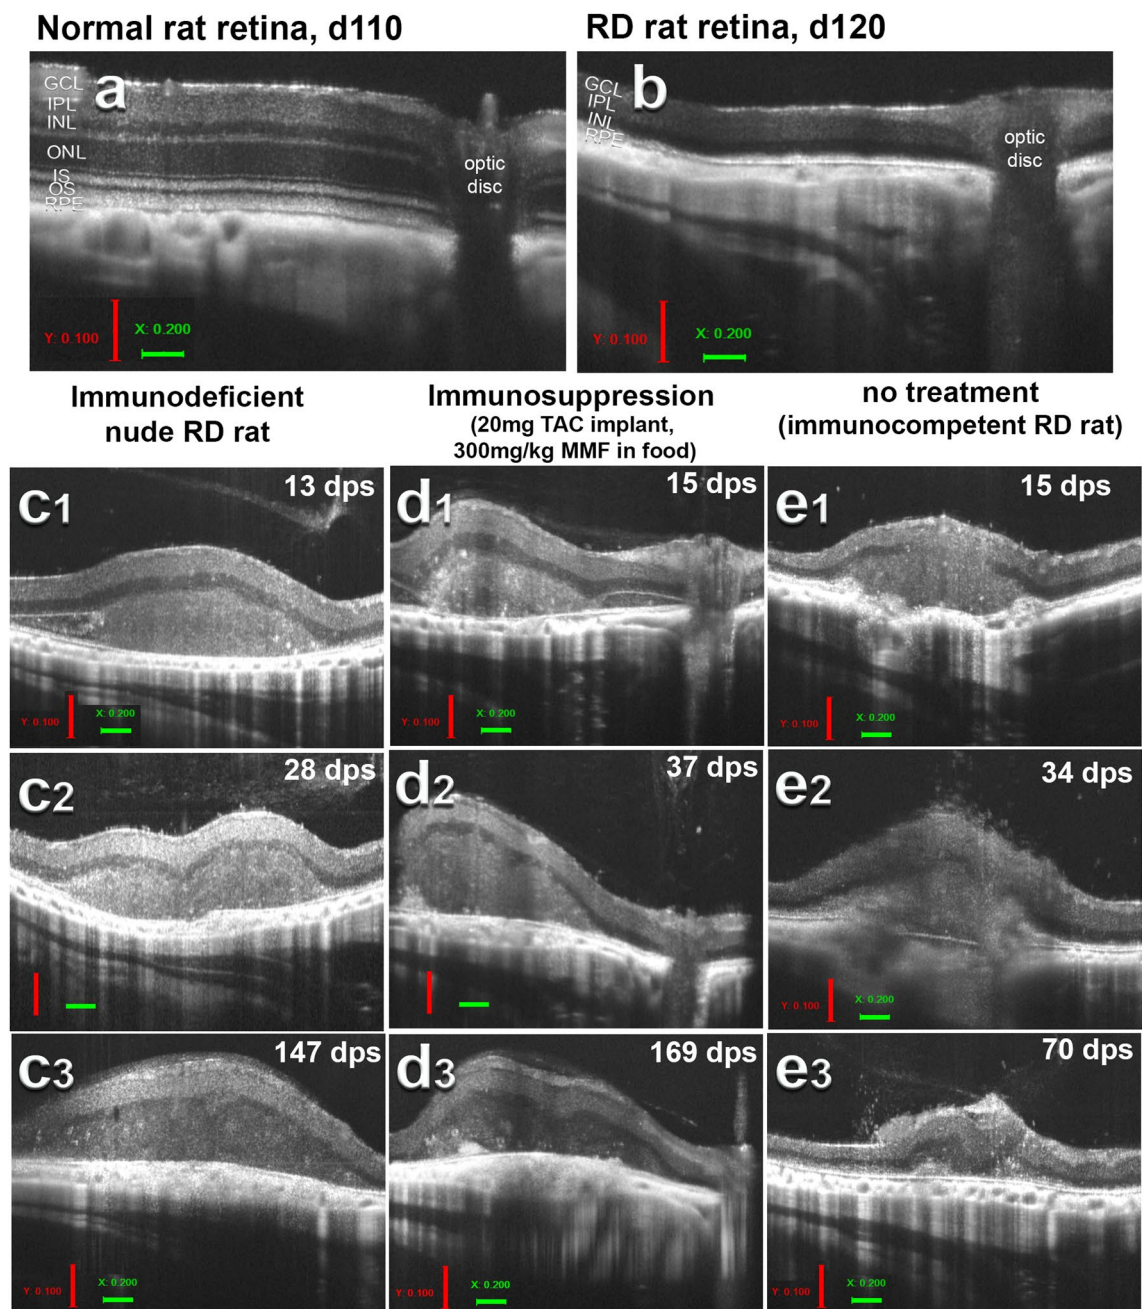 Normal rat retina, d110
RD rat retina, d120
a
GCL
IPL
INL
ONL
IS
OS
RPE
optic
disc
Y: 0.100
X: 0.200
b
GCL
IPL
INL
RPE
optic
disc
Y: 0.100
X: 0.200
Immunodeficient
nude RD rat
Immunosuppression
(20mg TAC implant,
300mg/kg MMF in food)
no treatment
(immunocompetent RD rat)
c1
13 dps
Y: 0.100
X: 0.200
d1
15 dps
Y: 0.100
X: 0.200
e1
15 dps
Y: 0.100
X: 0.200
c2
28 dps
d2
37 dps
e2
34 dps
Y: 0.100
X: 0.200
c3
147 dps
Y: 0.100
X: 0.200
d3
169 dps
Y: 0.100
X: 0.200
e3
70 dps
Y: 0.100
X: 0.200